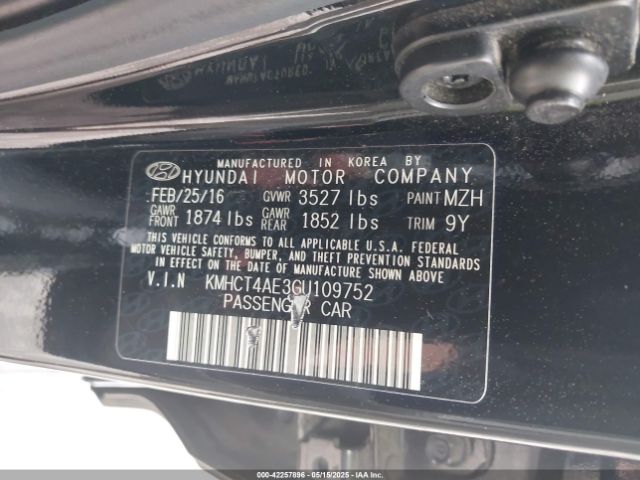 MANUFACTURED IN KOREA BY
HYUNDAI MOTOR COMPANY
FEB/25/16 GVWR 3527 lbs PAINT MZH
GAWR FRONT 1874 lbs GAWR REAR 1852 lbs TRIM 9Y
THIS VEHICLE CONFORMS TO ALL APPLICABLE U.S.A. FEDERAL
MOTOR VEHICLE SAFETY, BUMPER, AND THEFT PREVENTION STANDARDS
IN EFFECT ON THE DATE OF MANUFACTURE SHOWN ABOVE.
V.I.N KMHCT4AE3GU109752
PASSENGER CAR
000-42257896 - 05/15/2025 - IAAI.COM